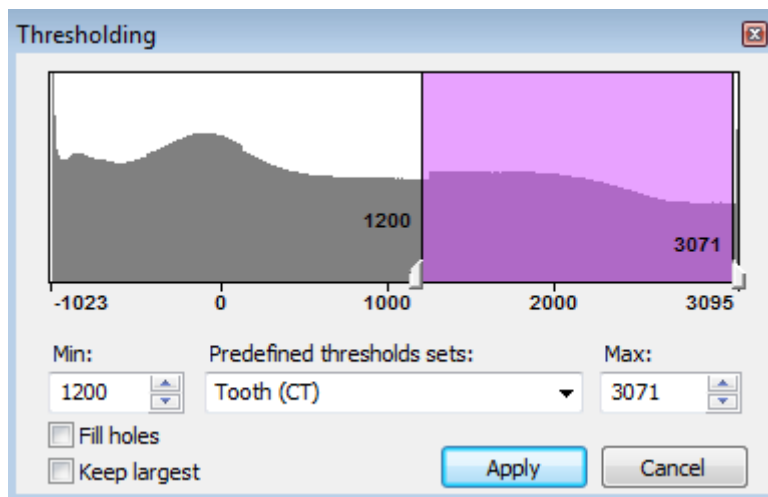 Thresholding
1200
3071
-1023 0 1000 2000 3095
Min: Predefined thresholds sets: Max:
1200 Tooth (CT) 3071
Fill holes
Keep largest Apply Cancel